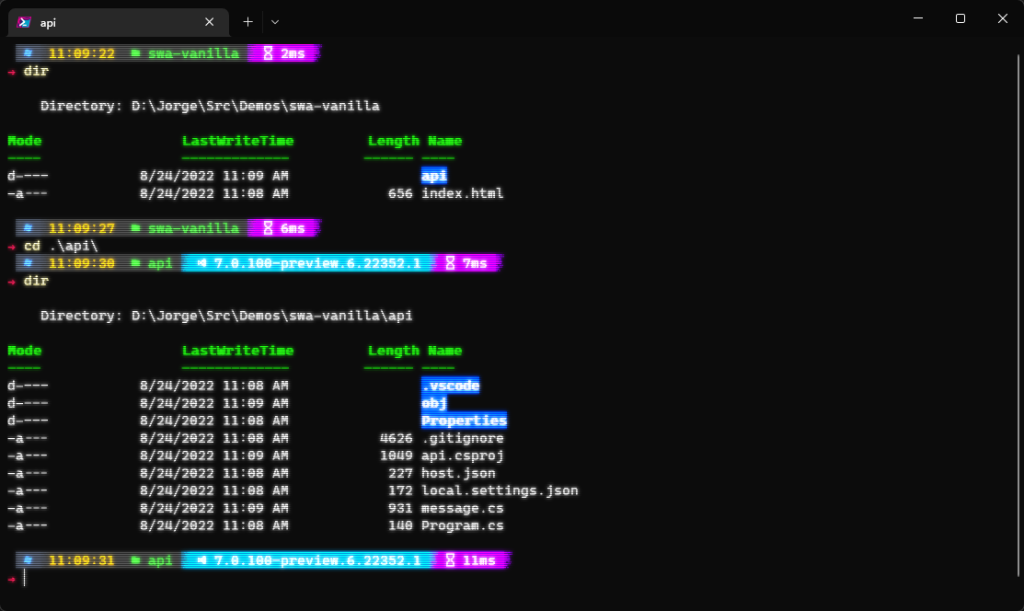 api
11:09:22 swa-vanilla 2ms
dir
Directory: D:\Jorge\Src\Demos\swa-vanilla
Mode LastWriteTime Length Name
---- ------------- ------ ----
d---- 8/24/2022 11:09 AM api
-a--- 8/24/2022 11:08 AM 656 index.html
11:09:27 swa-vanilla 6ms
cd .\api\
11:09:30 api 7.0.100-preview.6.22352.1 7ms
dir
Directory: D:\Jorge\Src\Demos\swa-vanilla\api
Mode LastWriteTime Length Name
---- ------------- ------ ----
d---- 8/24/2022 11:08 AM .vscode
d---- 8/24/2022 11:09 AM obj
d---- 8/24/2022 11:08 AM Properties
-a--- 8/24/2022 11:08 AM 4626 .gitignore
-a--- 8/24/2022 11:09 AM 1049 api.csproj
-a--- 8/24/2022 11:08 AM 227 host.json
-a--- 8/24/2022 11:08 AM 172 local.settings.json
-a--- 8/24/2022 11:09 AM 931 message.cs
-a--- 8/24/2022 11:08 AM 140 Program.cs
11:09:31 api 7.0.100-preview.6.22352.1 11ms